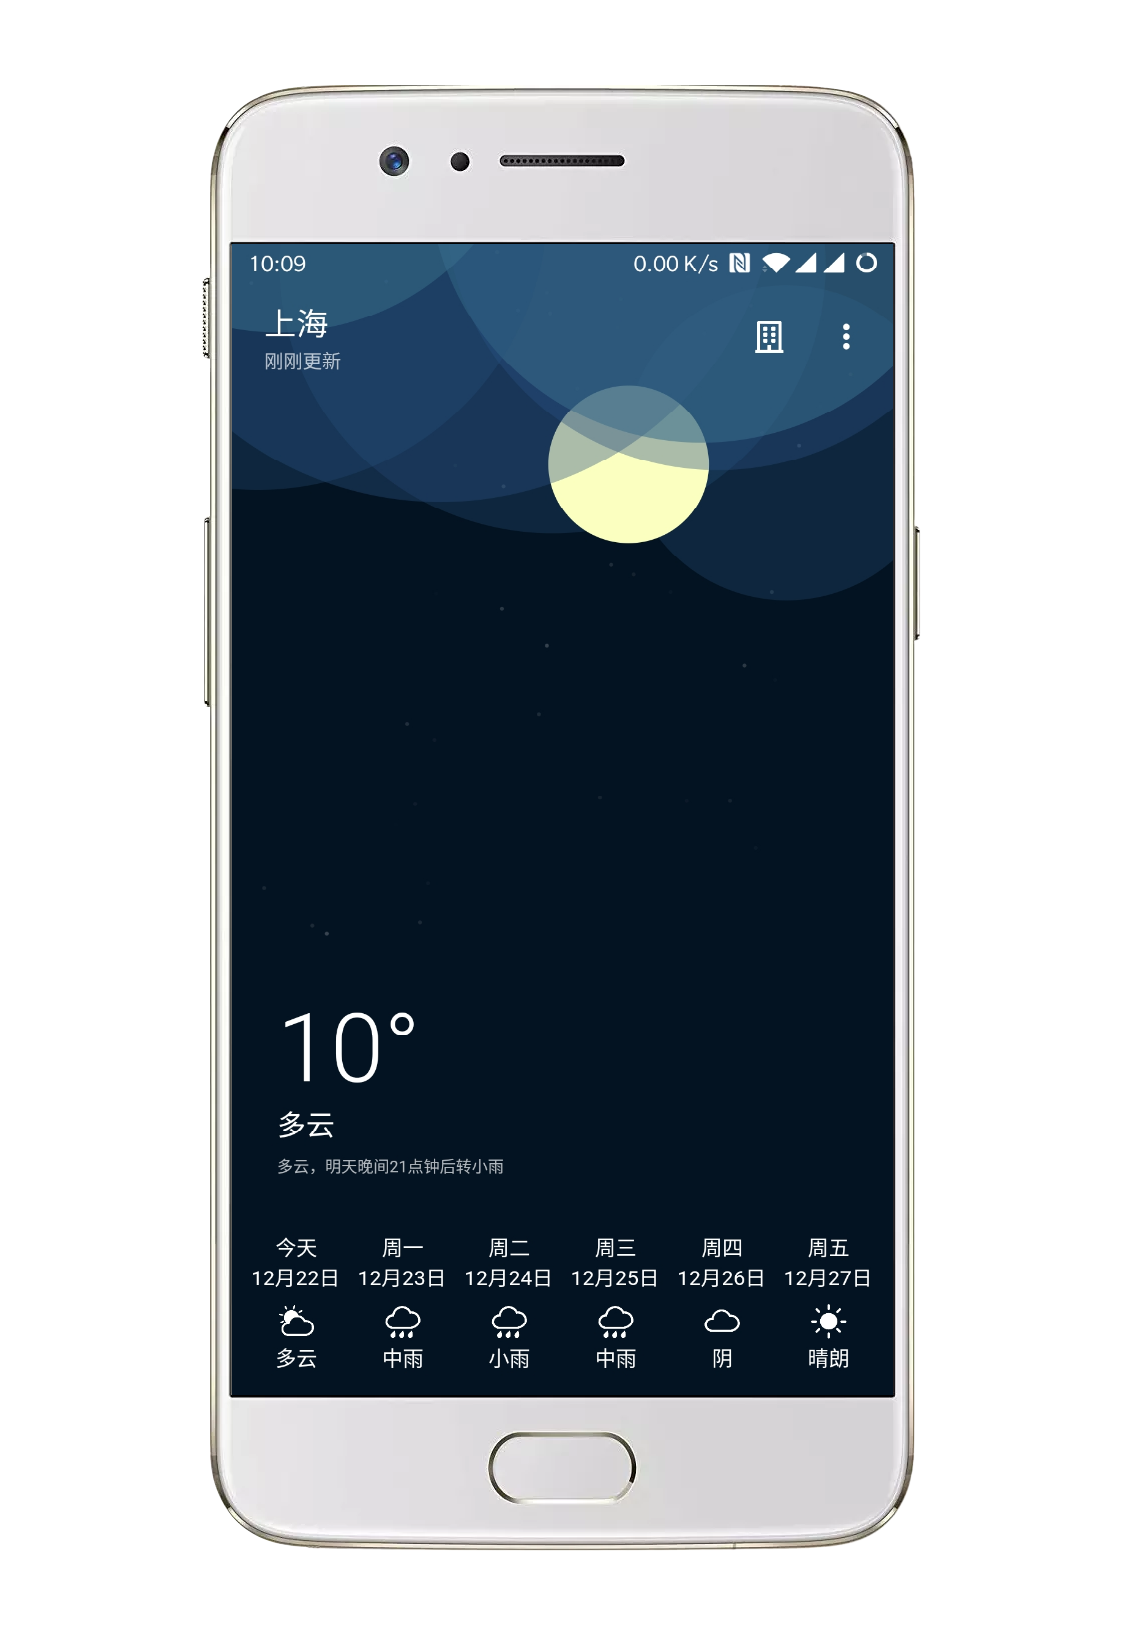 10:09 0.00 K/s
上海
刚刚更新
10°
多云
多云，明天晚间21点钟后转小雨
今天 周一 周二 周三 周四 周五
12月22日 12月23日 12月24日 12月25日 12月26日 12月27日
多云 中雨 小雨 中雨 阴 晴朗